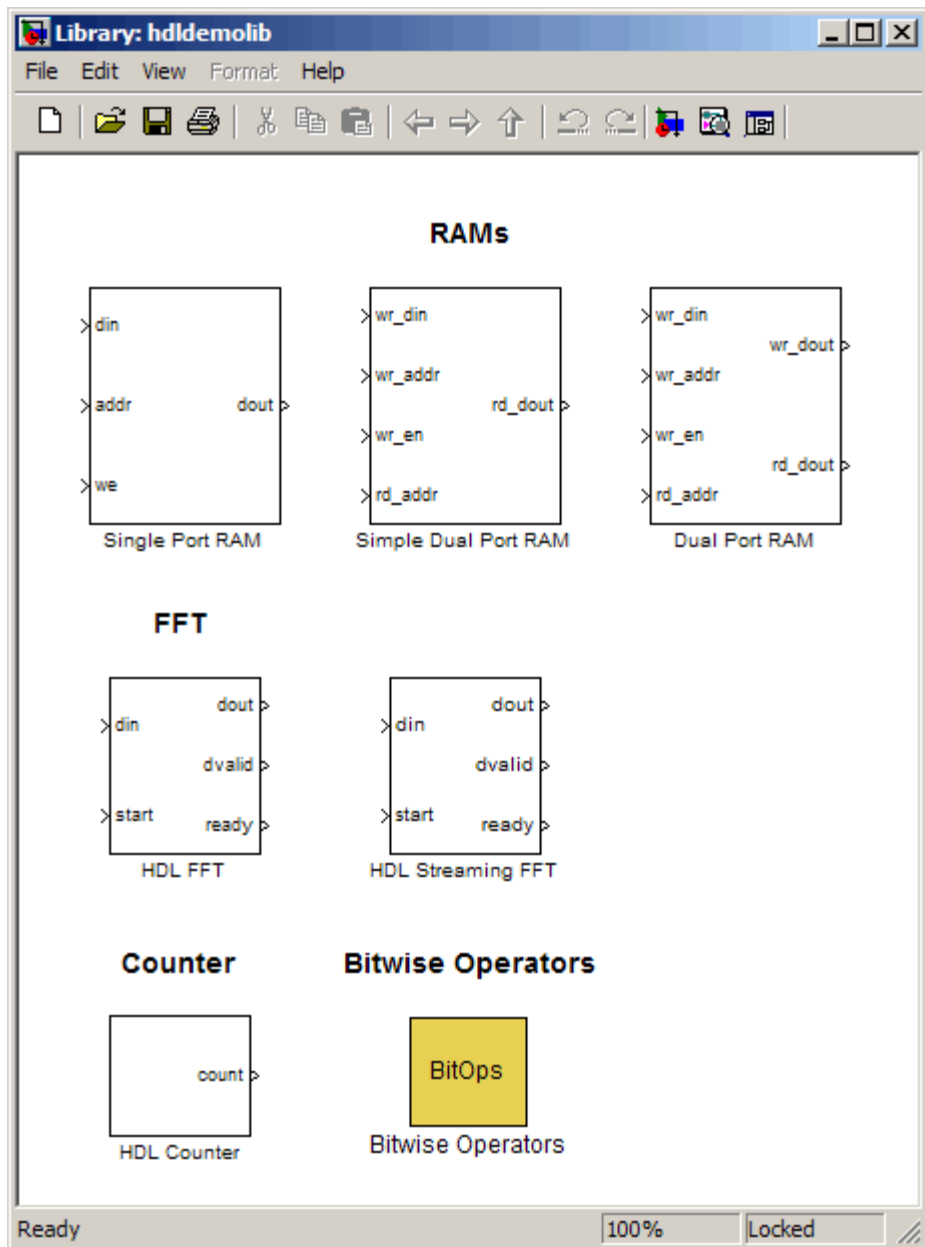 Library: hdldemolib
File Edit View Format Help
RAMs
din
addr
we
dout
Single Port RAM
wr_din
wr_addr
wr_en
rd_addr
rd_dout
Simple Dual Port RAM
wr_din
wr_addr
wr_en
rd_addr
wr_dout
rd_dout
Dual Port RAM
FFT
din
start
dout
dvalid
ready
HDL FFT
din
start
dout
dvalid
ready
HDL Streaming FFT
Counter
count
HDL Counter
Bitwise Operators
BitOps
Bitwise Operators
Ready 100% Locked